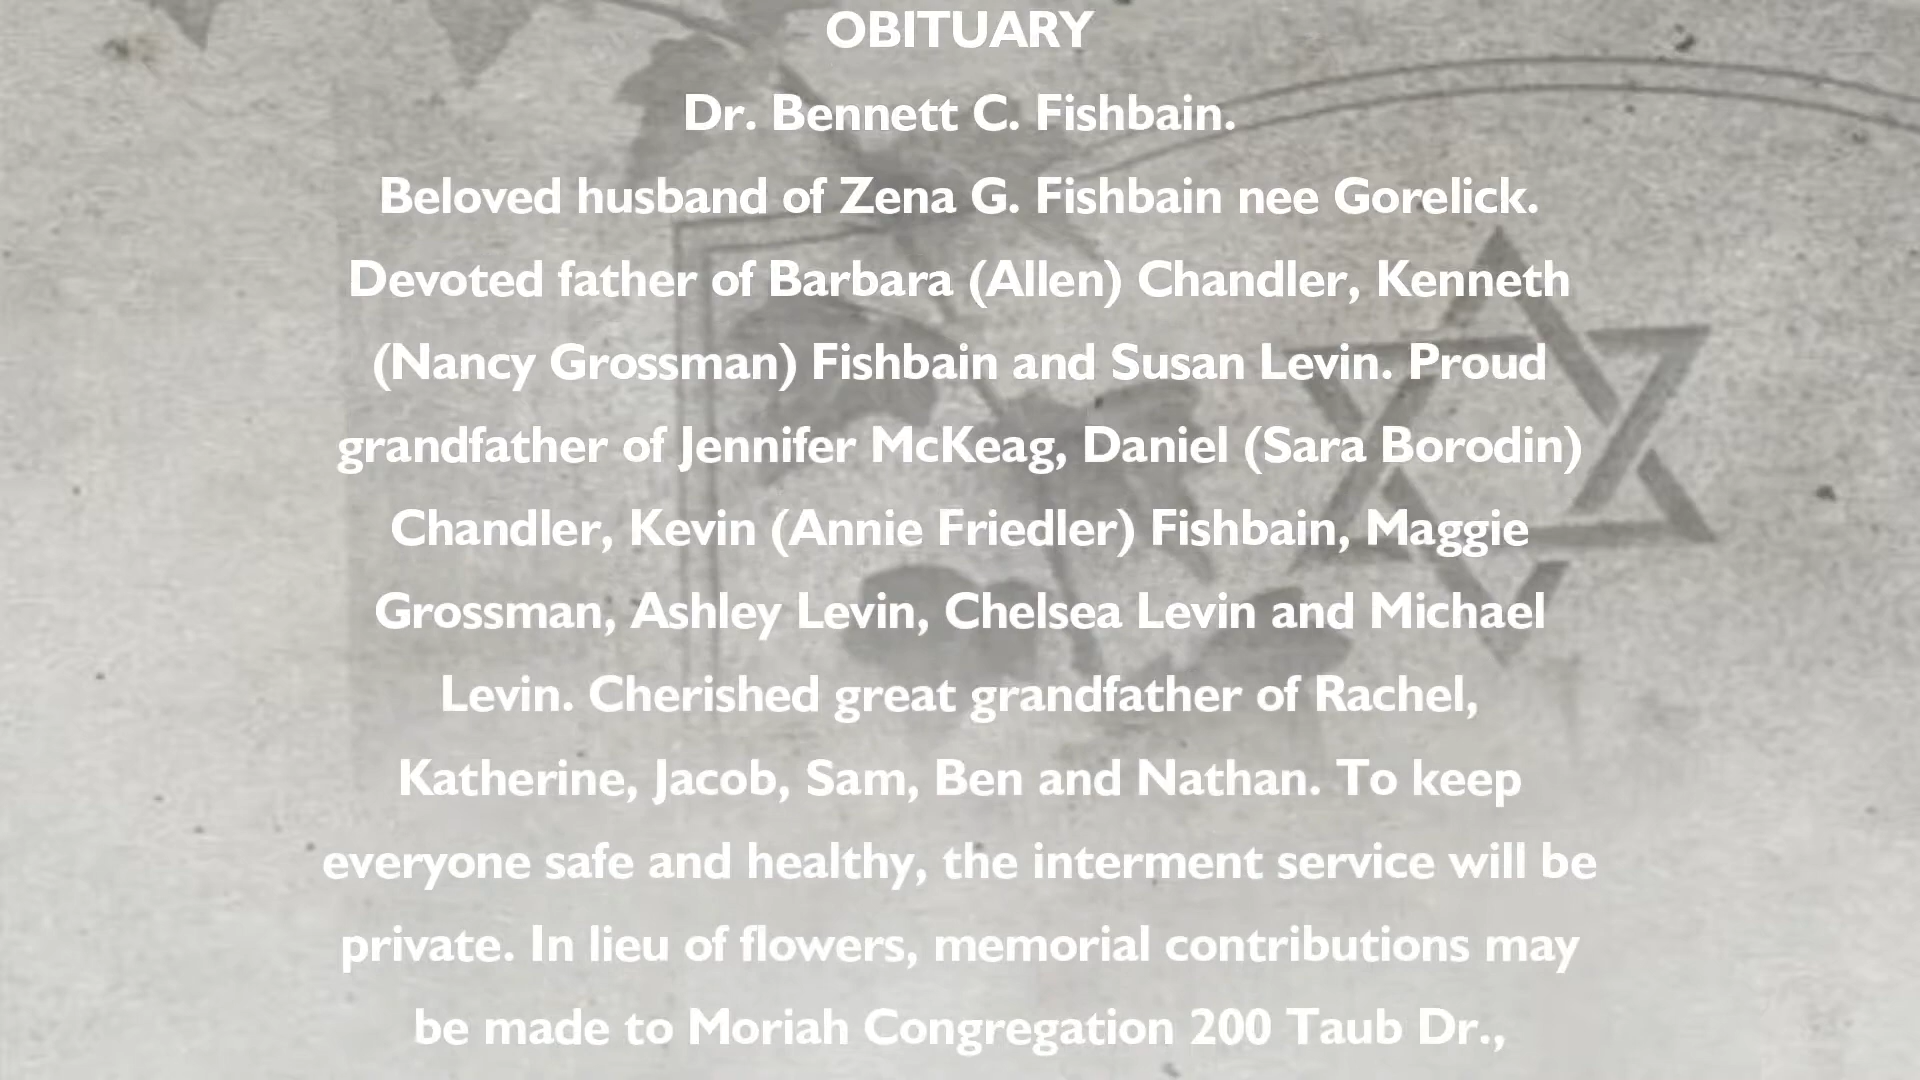 OBITUARY
Dr. Bennett C. Fishbain.
Beloved husband of Zena G. Fishbain nee Gorelick.
Devoted father of Barbara (Allen) Chandler, Kenneth
(Nancy Grossman) Fishbain and Susan Levin. Proud
grandfather of Jennifer McKeag, Daniel (Sara Borodin)
Chandler, Kevin (Annie Friedler) Fishbain, Maggie
Grossman, Ashley Levin, Chelsea Levin and Michael
Levin. Cherished great grandfather of Rachel,
Katherine, Jacob, Sam, Ben and Nathan. To keep
everyone safe and healthy, the interment service will be
private. In lieu of flowers, memorial contributions may
be made to Moriah Congregation 200 Taub Dr.,